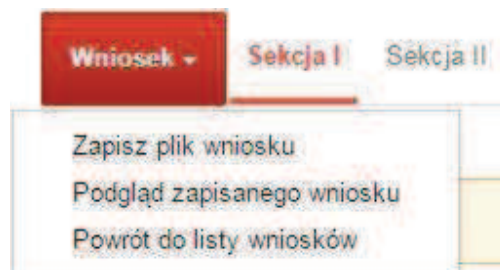 Wniosek Sekcja I Sekcja II
Zapisz plik wniosku
Podgląd zapisanego wniosku
Powrót do listy wniosków